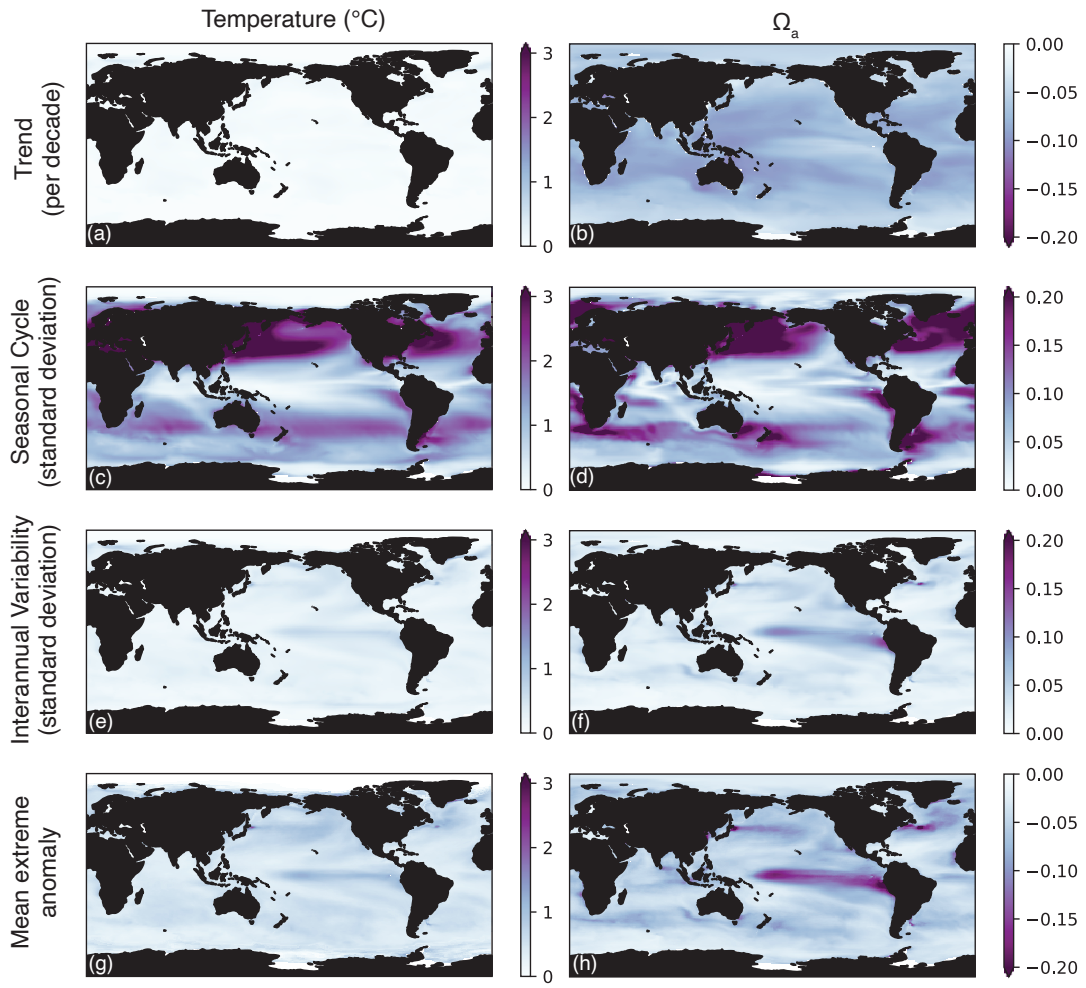 Temperature (°C)
Ωa
Trend
(per decade)
(a)
3
2
1
0
(b)
0.00
−0.05
−0.10
−0.15
−0.20
Seasonal Cycle
(standard deviation)
(c)
3
2
1
0
(d)
0.20
0.15
0.10
0.05
0.00
Interannual Variability
(standard deviation)
(e)
3
2
1
0
(f)
0.20
0.15
0.10
0.05
0.00
Mean extreme
anomaly
(g)
3
2
1
0
(h)
0.00
−0.05
−0.10
−0.15
−0.20